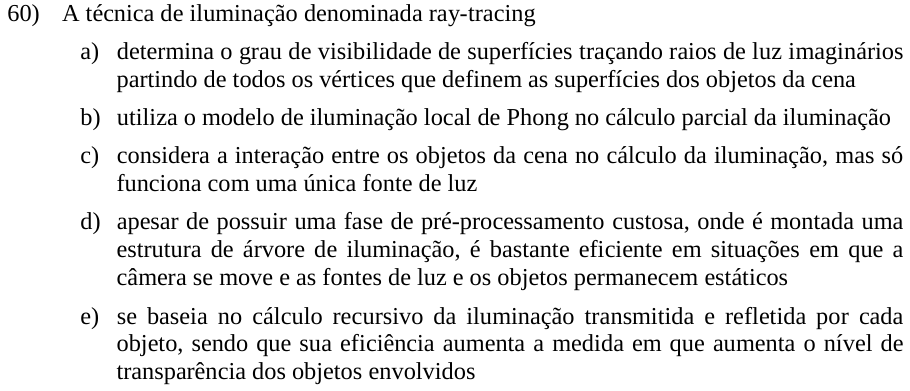 60) A técnica de iluminação denominada ray-tracing
a) determina o grau de visibilidade de superfícies traçando raios de luz imaginários
partindo de todos os vértices que definem as superfícies dos objetos da cena
b) utiliza o modelo de iluminação local de Phong no cálculo parcial da iluminação
c) considera a interação entre os objetos da cena no cálculo da iluminação, mas só
funciona com uma única fonte de luz
d) apesar de possuir uma fase de pré-processamento custosa, onde é montada uma
estrutura de árvore de iluminação, é bastante eficiente em situações em que a
câmera se move e as fontes de luz e os objetos permanecem estáticos
e) se baseia no cálculo recursivo da iluminação transmitida e refletida por cada
objeto, sendo que sua eficiência aumenta a medida em que aumenta o nível de
transparência dos objetos envolvidos